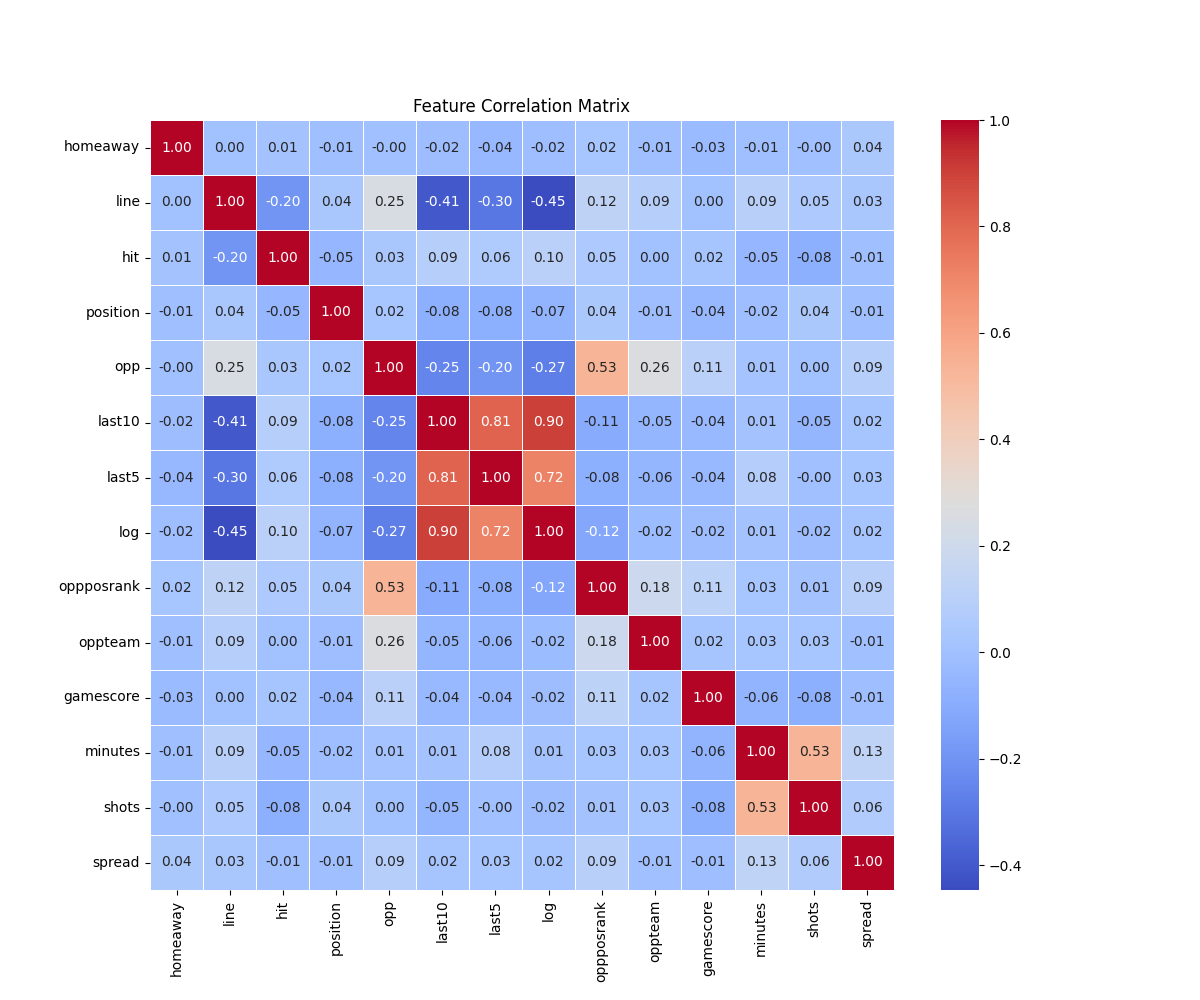 Feature Correlation Matrix
homeaway 1.00 0.00 0.01 -0.01 -0.00 -0.02 -0.04 -0.02 0.02 -0.01 -0.03 -0.01 -0.00 0.04
line 0.00 1.00 -0.20 0.04 0.25 -0.41 -0.30 -0.45 0.12 0.09 0.00 0.09 0.05 0.03
hit 0.01 -0.20 1.00 -0.05 0.03 0.09 0.06 0.10 0.05 0.00 0.02 -0.05 -0.08 -0.01
position -0.01 0.04 -0.05 1.00 0.02 -0.08 -0.08 -0.07 0.04 -0.01 -0.04 -0.02 0.04 -0.01
opp -0.00 0.25 0.03 0.02 1.00 -0.25 -0.20 -0.27 0.53 0.26 0.11 0.01 0.00 0.09
last10 -0.02 -0.41 0.09 -0.08 -0.25 1.00 0.81 0.90 -0.11 -0.05 -0.04 0.01 -0.05 0.02
last5 -0.04 -0.30 0.06 -0.08 -0.20 0.81 1.00 0.72 -0.08 -0.06 -0.04 0.08 -0.00 0.03
log -0.02 -0.45 0.10 -0.07 -0.27 0.90 0.72 1.00 -0.12 -0.02 -0.02 0.01 -0.02 0.02
oppposrank 0.02 0.12 0.05 0.04 0.53 -0.11 -0.08 -0.12 1.00 0.18 0.11 0.03 0.01 0.09
oppteam -0.01 0.09 0.00 -0.01 0.26 -0.05 -0.06 -0.02 0.18 1.00 0.02 0.03 0.03 -0.01
gamescore -0.03 0.00 0.02 -0.04 0.11 -0.04 -0.04 -0.02 0.11 0.02 1.00 -0.06 -0.08 -0.01
minutes -0.01 0.09 -0.05 -0.02 0.01 0.01 0.08 0.01 0.03 0.03 -0.06 1.00 0.53 0.13
shots -0.00 0.05 -0.08 0.04 0.00 -0.05 -0.00 -0.02 0.01 0.03 -0.08 0.53 1.00 0.06
spread 0.04 0.03 -0.01 -0.01 0.09 0.02 0.03 0.02 0.09 -0.01 -0.01 0.13 0.06 1.00
homeaway line hit position opp last10 last5 log oppposrank oppteam gamescore minutes shots spread
1.0
0.8
0.6
0.4
0.2
0.0
−0.2
−0.4